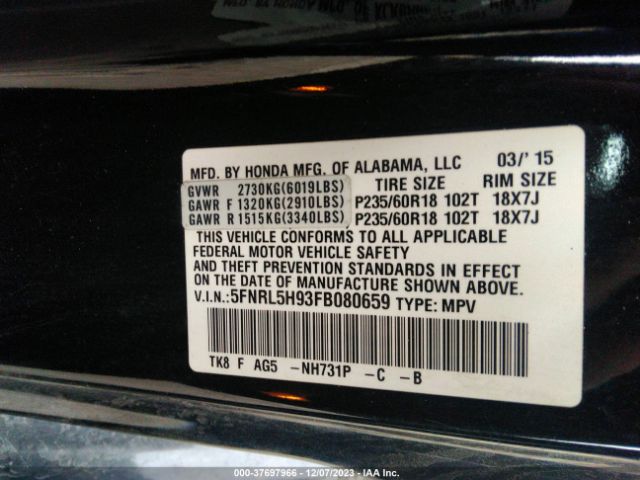 MFD. BY HONDA MFG. OF ALABAMA, LLC 03/' 15
GVWR 2730KG(6019LBS) TIRE SIZE RIM SIZE
GAWR F 1320KG(2910LBS) P235/60R18 102T 18X7J
GAWR R 1515KG(3340LBS) P235/60R18 102T 18X7J
THIS VEHICLE CONFORMS TO ALL APPLICABLE
FEDERAL MOTOR VEHICLE SAFETY
AND THEFT PREVENTION STANDARDS IN EFFECT
ON THE DATE OF MANUFACTURE SHOWN ABOVE.
V.I.N.:5FNRL5H93FB080659 TYPE: MPV
TK8 F AG5 -NH731P -C -B
000-37697966 - 12/07/2023 - IAA Inc.